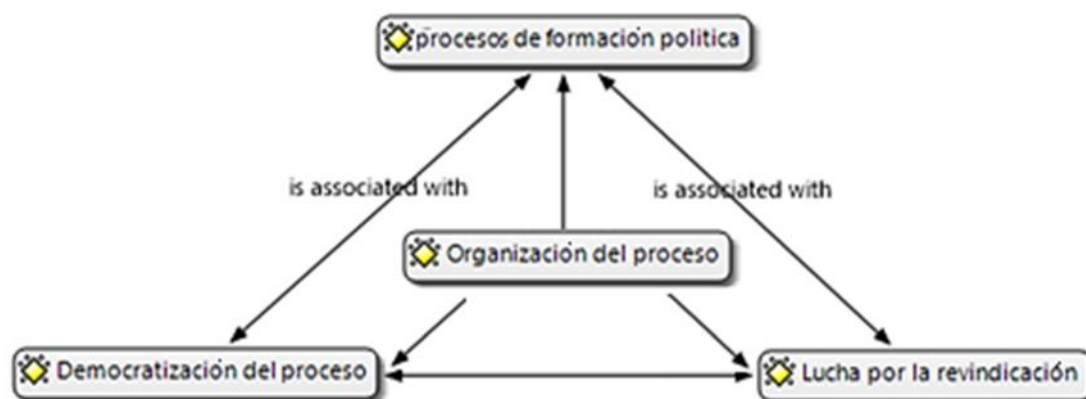 procesos de formación politica
is associated with
is associated with
Organización del proceso
Democratización del proceso
Lucha por la revindicación